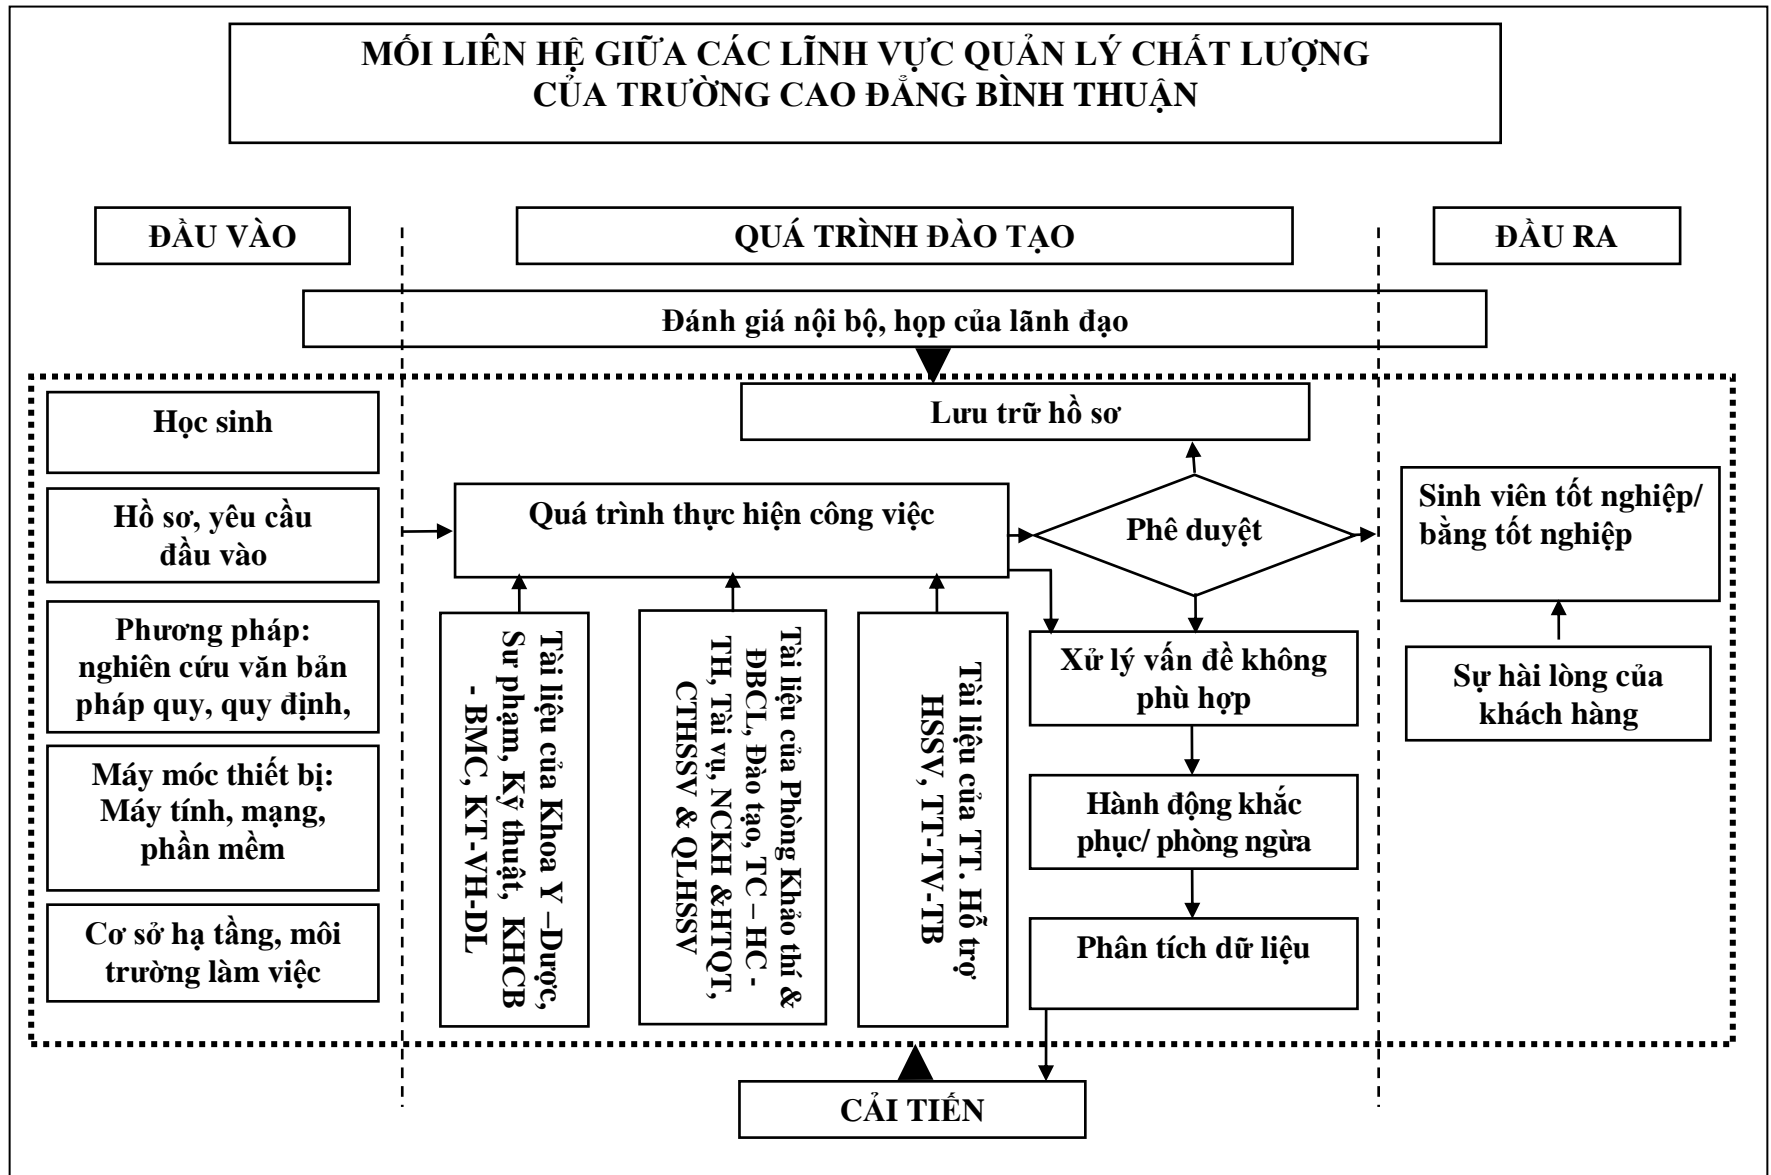 MỐI LIÊN HỆ GIỮA CÁC LĨNH VỰC QUẢN LÝ CHẤT LƯỢNG
CỦA TRƯỜNG CAO ĐẲNG BÌNH THUẬN
ĐẦU VÀO
QUÁ TRÌNH ĐÀO TẠO
ĐẦU RA
Đánh giá nội bộ, họp của lãnh đạo
Học sinh
Hồ sơ, yêu cầu
đầu vào
Phương pháp:
nghiên cứu văn bản
pháp quy, quy định,
Máy móc thiết bị:
Máy tính, mạng,
phần mềm
Cơ sở hạ tầng, môi
trường làm việc
Lưu trữ hồ sơ
Quá trình thực hiện công việc
Phê duyệt
Tài liệu của Khoa Y –Dược,
Sư phạm, Kỹ thuật, KHCB
- BMC, KT-VH-DL
Tài liệu của Phòng Khảo thí &
ĐBCL, Đào tạo, TC – HC -
TH, Tài vụ, NCKH &HTQT,
CTHSSV & QLHSSV
Tài liệu của TT. Hỗ trợ
HSSV, TT-TV-TB
Xử lý vấn đề không
phù hợp
Hành động khắc
phục/ phòng ngừa
Phân tích dữ liệu
Sinh viên tốt nghiệp/
bằng tốt nghiệp
Sự hài lòng của
khách hàng
CẢI TIẾN